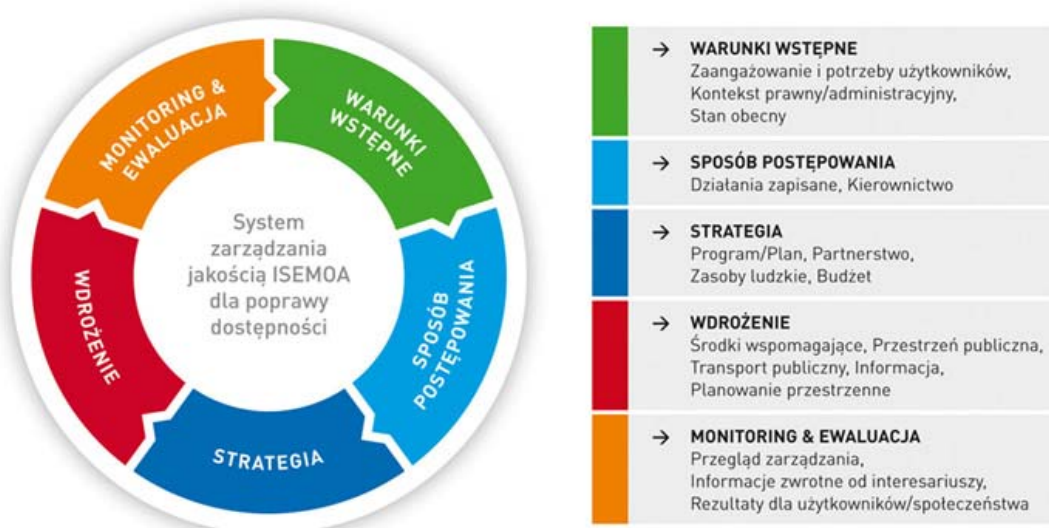 MONITORING &
EWALUACJA
WARUNKI
WSTĘPNE
SPOSÓB
POSTĘPOWANIA
STRATEGIA
WDROŻENIE
System
zarządzania
jakością ISEMOA
dla poprawy
dostępności
→ WARUNKI WSTĘPNE
Zaangażowanie i potrzeby użytkowników,
Kontekst prawny/administracyjny,
Stan obecny
→ SPOSÓB POSTĘPOWANIA
Działania zapisane, Kierownictwo
→ STRATEGIA
Program/Plan, Partnerstwo,
Zasoby ludzkie, Budżet
→ WDROŻENIE
Środki wspomagające, Przestrzeń publiczna,
Transport publiczny, Informacja,
Planowanie przestrzenne
→ MONITORING & EWALUACJA
Przegląd zarządzania,
Informacje zwrotne od interesariuszy,
Rezultaty dla użytkowników/społeczeństwa